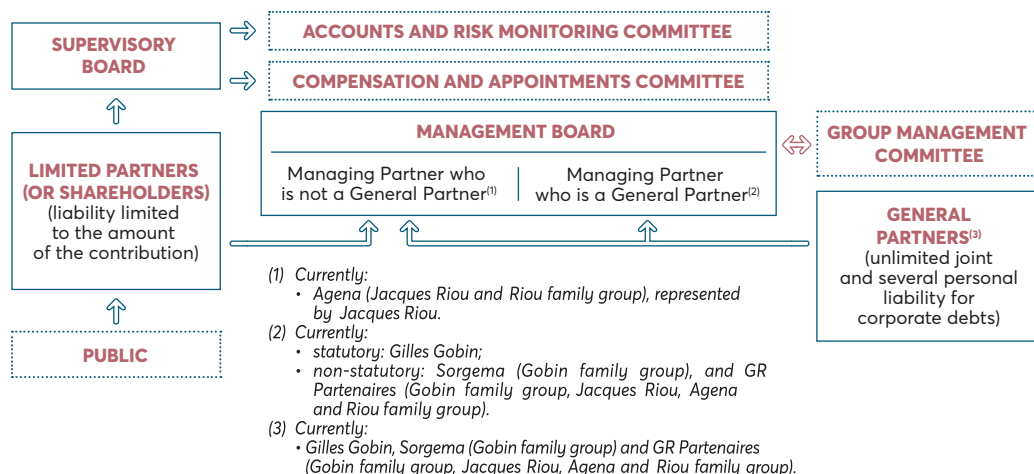 SUPERVISORY
BOARD
ACCOUNTS AND RISK MONITORING COMMITTEE
COMPENSATION AND APPOINTMENTS COMMITTEE
MANAGEMENT BOARD
Managing Partner who
is not a General Partner(1)
Managing Partner
who is a General Partner(2)
GROUP MANAGEMENT
COMMITTEE
LIMITED PARTNERS
(OR SHAREHOLDERS)
(liability limited
to the amount
of the contribution)
GENERAL
PARTNERS(3)
(unlimited joint
and several personal
liability for
corporate debts)
PUBLIC
(1) Currently:
• Agena (Jacques Riou and Riou family group), represented
by Jacques Riou.
(2) Currently:
• statutory: Gilles Gobin;
• non-statutory: Sorgema (Gobin family group), and GR
Partenaires (Gobin family group, Jacques Riou, Agena
and Riou family group).
(3) Currently:
• Gilles Gobin, Sorgema (Gobin family group) and GR Partenaires
(Gobin family group, Jacques Riou, Agena and Riou family group).